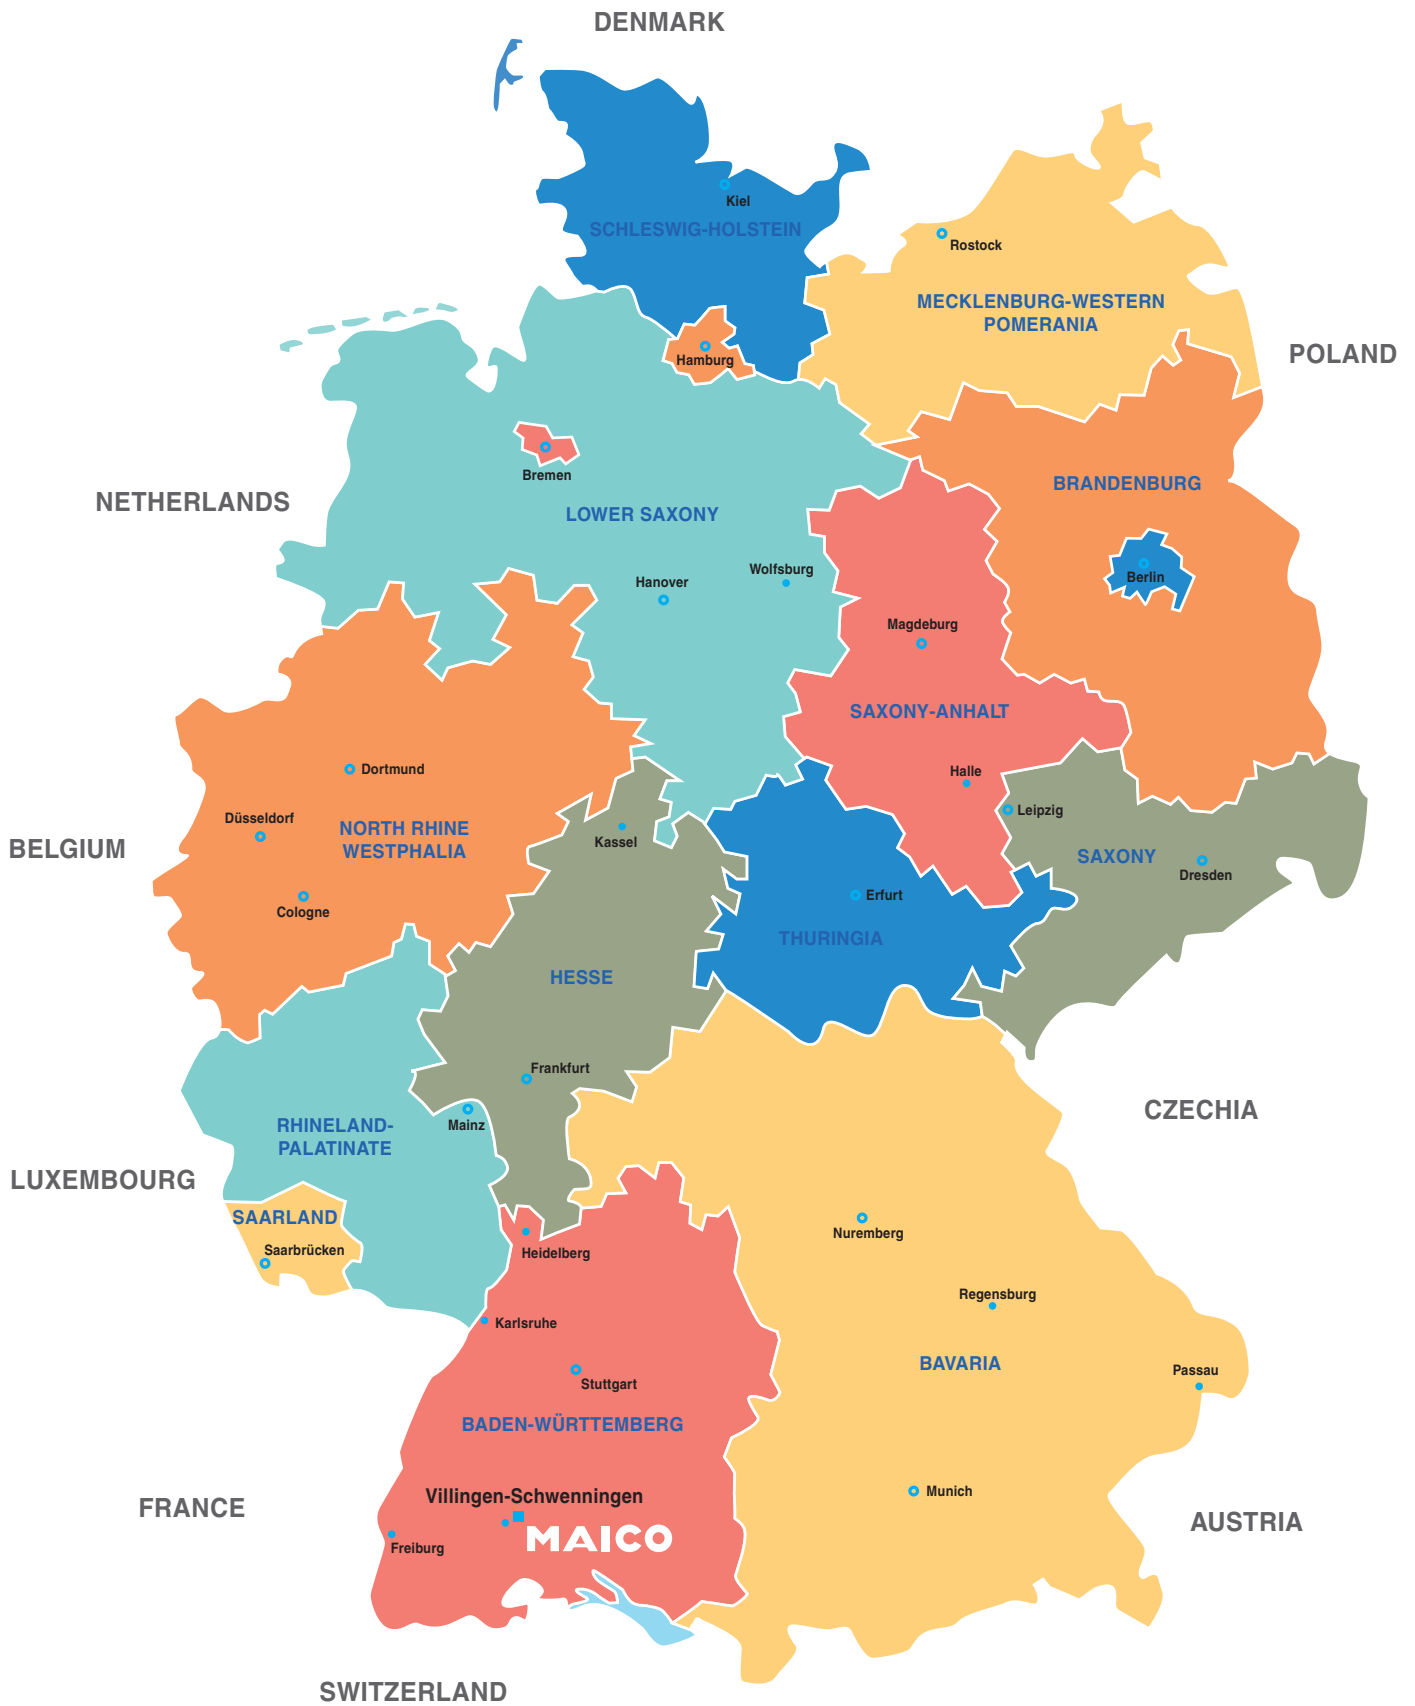 DENMARK
Kiel
SCHLESWIG-HOLSTEIN
Rostock
MECKLENBURG-WESTERN
POMERANIA
POLAND
Hamburg
Bremen
BRANDENBURG
NETHERLANDS
LOWER SAXONY
Wolfsburg
Hanover
Berlin
Magdeburg
SAXONY-ANHALT
Dortmund
Halle
Düsseldorf
Leipzig
NORTH RHINE
WESTPHALIA
Kassel
BELGIUM
SAXONY
Dresden
Erfurt
Cologne
THURINGIA
HESSE
Frankfurt
CZECHIA
Mainz
RHINELAND-
PALATINATE
LUXEMBOURG
SAARLAND
Saarbrücken
Nuremberg
Heidelberg
Regensburg
Karlsruhe
BAVARIA
Passau
Stuttgart
BADEN-WÜRTTEMBERG
Munich
Villingen-Schwenningen
FRANCE
AUSTRIA
MAICO
Freiburg
SWITZERLAND